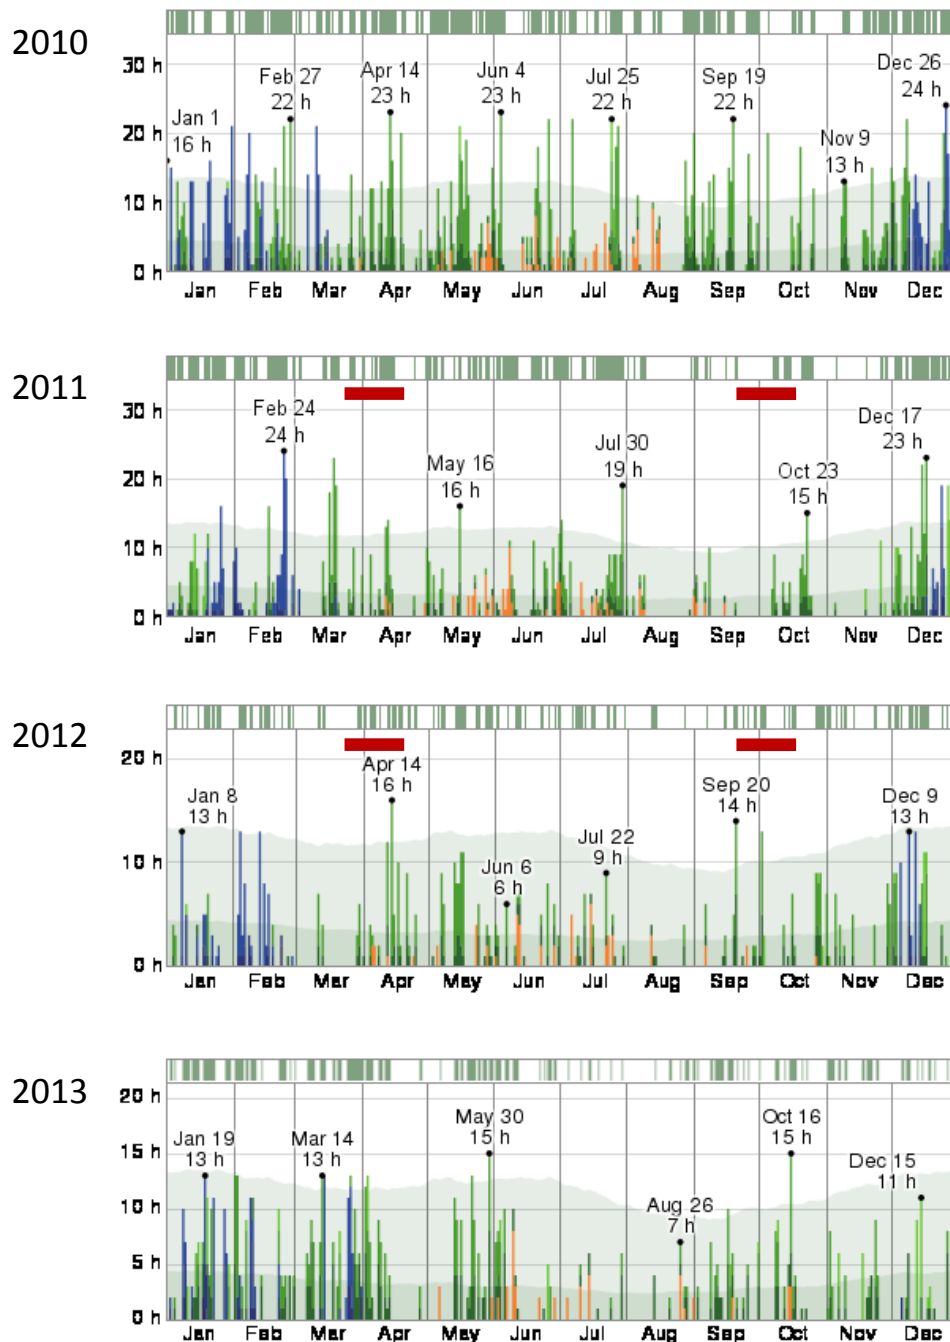 2010
30 h
20 h
10 h
0 h
Jan 1
16 h
Feb 27
22 h
Apr 14
23 h
Jun 4
23 h
Jul 25
22 h
Sep 19
22 h
Nov 9
13 h
Dec 26
24 h
Jan Feb Mar Apr May Jun Jul Aug Sep Oct Nov Dec
2011
30 h
20 h
10 h
0 h
Feb 24
24 h
May 16
16 h
Jul 30
19 h
Oct 23
15 h
Dec 17
23 h
Jan Feb Mar Apr May Jun Jul Aug Sep Oct Nov Dec
2012
20 h
10 h
0 h
Jan 8
13 h
Apr 14
16 h
Jun 6
6 h
Jul 22
9 h
Sep 20
14 h
Dec 9
13 h
Jan Feb Mar Apr May Jun Jul Aug Sep Oct Nov Dec
2013
20 h
15 h
10 h
5 h
0 h
Jan 19
13 h
Mar 14
13 h
May 30
15 h
Aug 26
7 h
Oct 16
15 h
Dec 15
11 h
Jan Feb Mar Apr May Jun Jul Aug Sep Oct Nov Dec